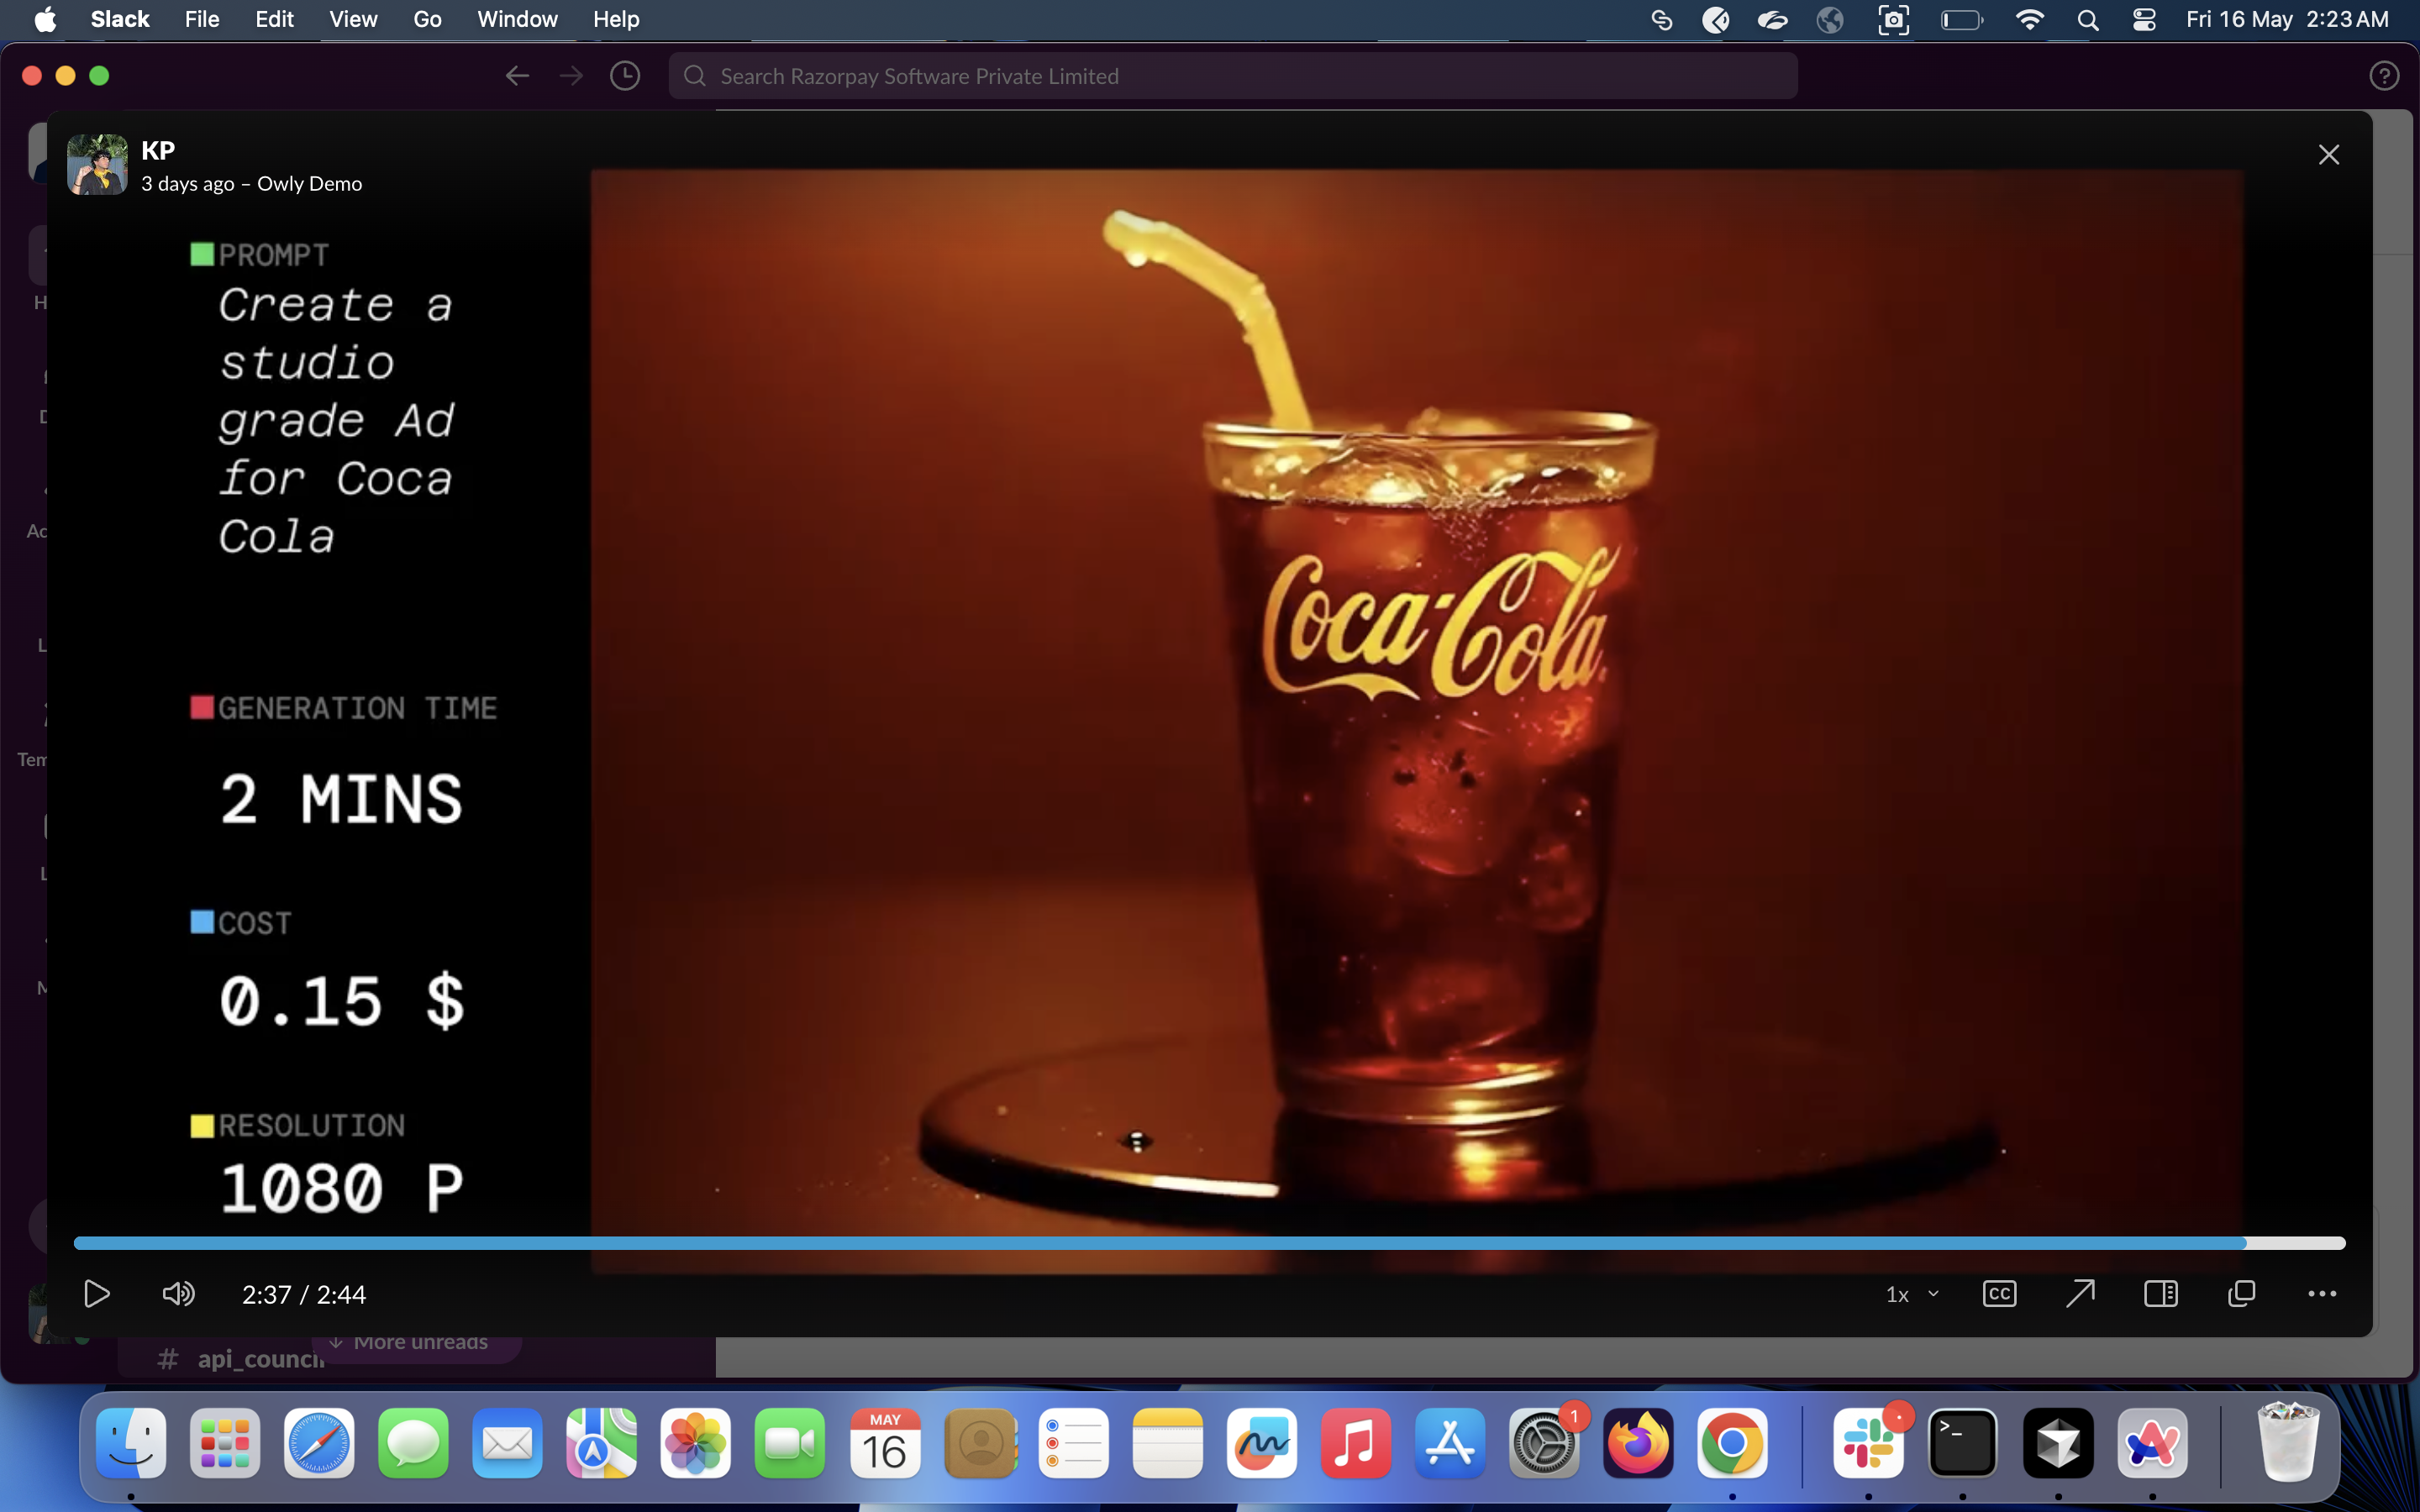 Slack File Edit View Go Window Help Fri 16 May 2:23 AM
Search Razorpay Software Private Limited
KP
3 days ago – Owly Demo
PROMPT
Create a
studio
grade Ad
for Coca
Cola
Coca-Cola
GENERATION TIME
2 MINS
COST
0.15 $
RESOLUTION
1080 P
2:37 / 2:44
1x
CC
More unreads
# api_council
MAY
16
1